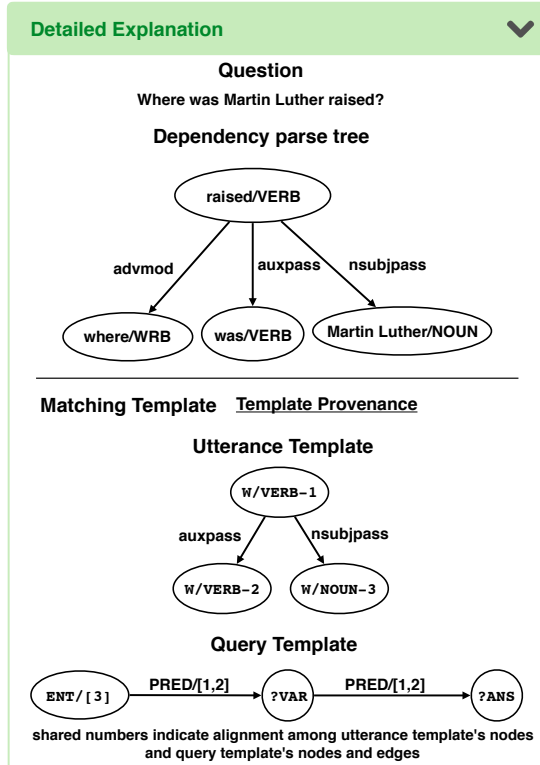 Detailed Explanation
Question
Where was Martin Luther raised?
Dependency parse tree
raised/VERB
advmod
auxpass
nsubjpass
where/WRB
was/VERB
Martin Luther/NOUN
Matching Template Template Provenance
Utterance Template
W/VERB-1
auxpass
nsubjpass
W/VERB-2
W/NOUN-3
Query Template
ENT/[3]
PRED/[1,2]
?VAR
PRED/[1,2]
?ANS
shared numbers indicate alignment among utterance template's nodes
and query template's nodes and edges